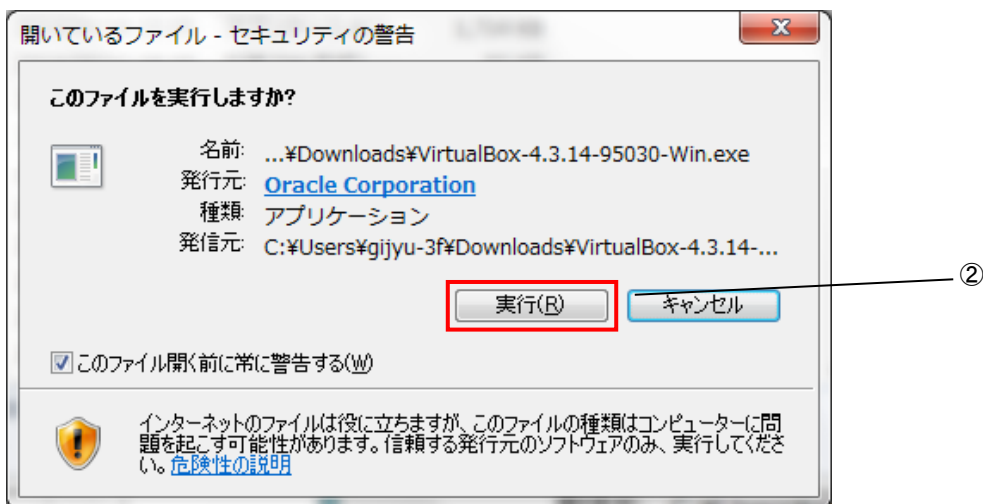 開いているファイル - セキュリティの警告
このファイルを実行しますか?
名前: ...¥Downloads¥VirtualBox-4.3.14-95030-Win.exe
発行元: Oracle Corporation
種類: アプリケーション
発信元: C:¥Users¥gijyu-3f¥Downloads¥VirtualBox-4.3.14-...
実行(R) キャンセル
②
このファイル開く前に常に警告する(W)
インターネットのファイルは役に立ちますが、このファイルの種類はコンピューターに問
題を起こす可能性があります。信頼する発行元のソフトウェアのみ、実行してくださ
い。危険性の説明